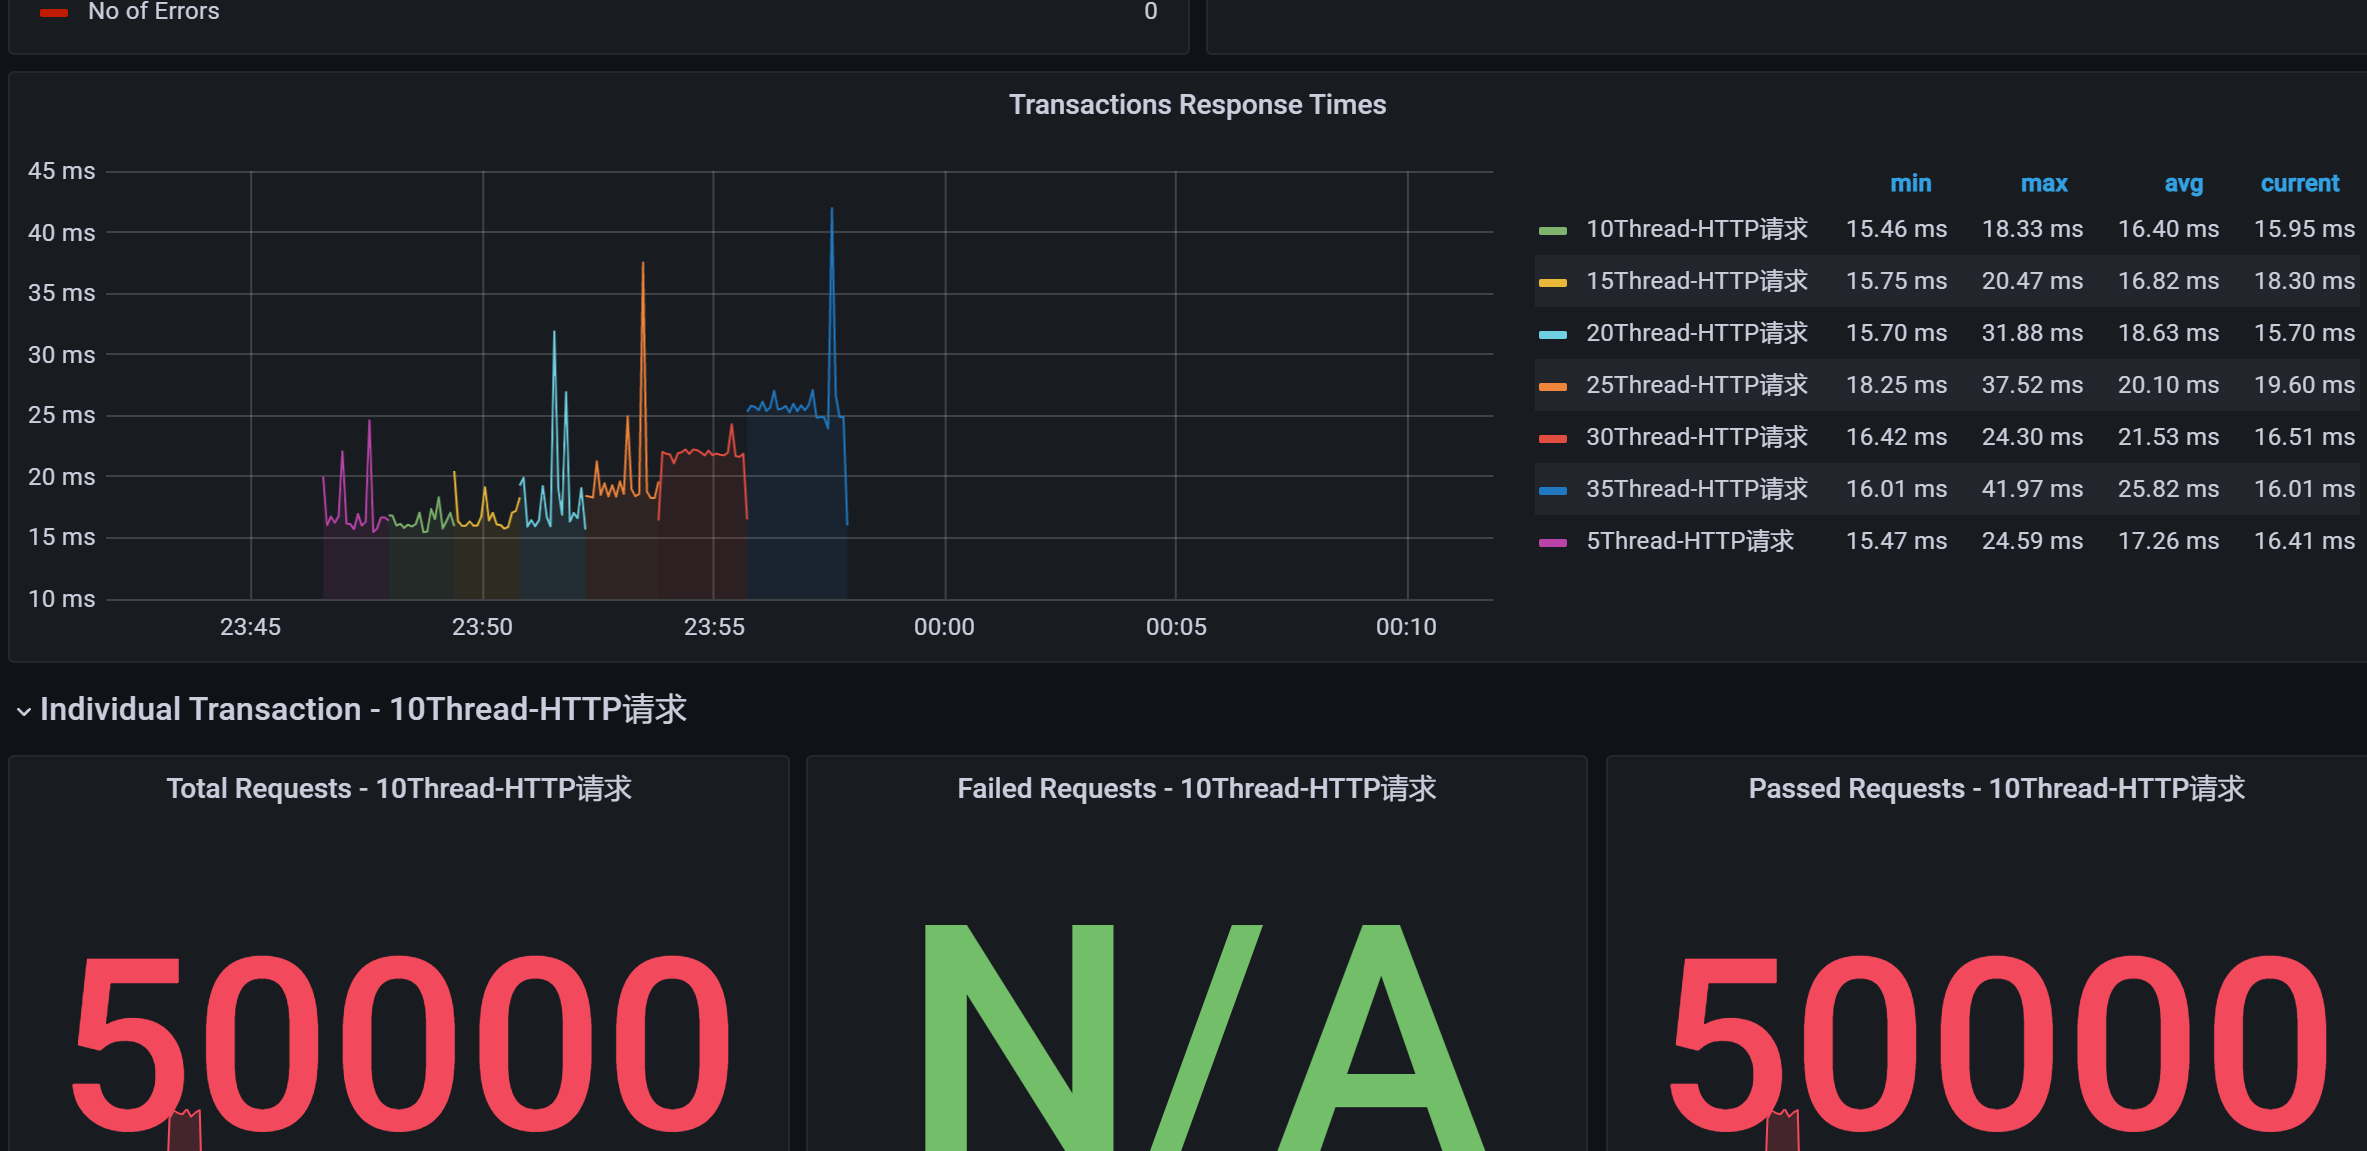 No of Errors 0
Transactions Response Times
45 ms
40 ms
35 ms
30 ms
25 ms
20 ms
15 ms
10 ms
23:45 23:50 23:55 00:00 00:05 00:10
min max avg current
10Thread-HTTP请求 15.46 ms 18.33 ms 16.40 ms 15.95 ms
15Thread-HTTP请求 15.75 ms 20.47 ms 16.82 ms 18.30 ms
20Thread-HTTP请求 15.70 ms 31.88 ms 18.63 ms 15.70 ms
25Thread-HTTP请求 18.25 ms 37.52 ms 20.10 ms 19.60 ms
30Thread-HTTP请求 16.42 ms 24.30 ms 21.53 ms 16.51 ms
35Thread-HTTP请求 16.01 ms 41.97 ms 25.82 ms 16.01 ms
5Thread-HTTP请求 15.47 ms 24.59 ms 17.26 ms 16.41 ms
Individual Transaction - 10Thread-HTTP请求
Total Requests - 10Thread-HTTP请求
50000
Failed Requests - 10Thread-HTTP请求
N/A
Passed Requests - 10Thread-HTTP请求
50000